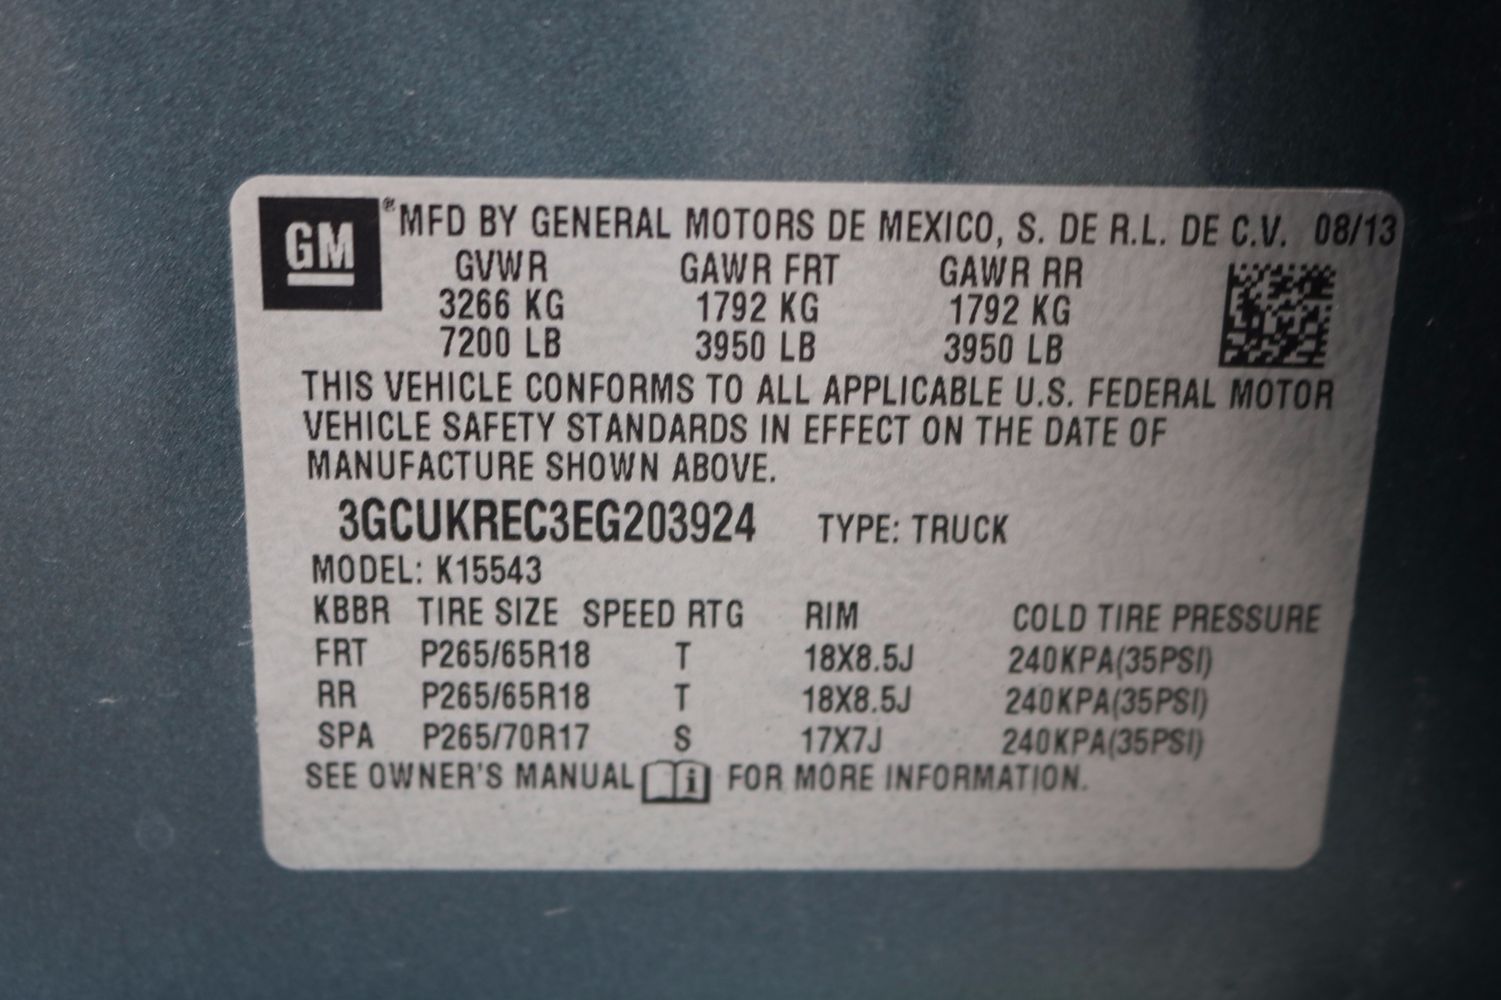 GM ® MFD BY GENERAL MOTORS DE MEXICO, S. DE R.L. DE C.V. 08/13
GVWR GAWR FRT GAWR RR
3266 KG 1792 KG 1792 KG
7200 LB 3950 LB 3950 LB
THIS VEHICLE CONFORMS TO ALL APPLICABLE U.S. FEDERAL MOTOR
VEHICLE SAFETY STANDARDS IN EFFECT ON THE DATE OF
MANUFACTURE SHOWN ABOVE.
3GCUKREC3EG203924 TYPE: TRUCK
MODEL: K15543
KBBR TIRE SIZE SPEED RTG RIM COLD TIRE PRESSURE
FRT P265/65R18 T 18X8.5J 240KPA(35PSI)
RR P265/65R18 T 18X8.5J 240KPA(35PSI)
SPA P265/70R17 S 17X7J 240KPA(35PSI)
SEE OWNER'S MANUAL i FOR MORE INFORMATION.